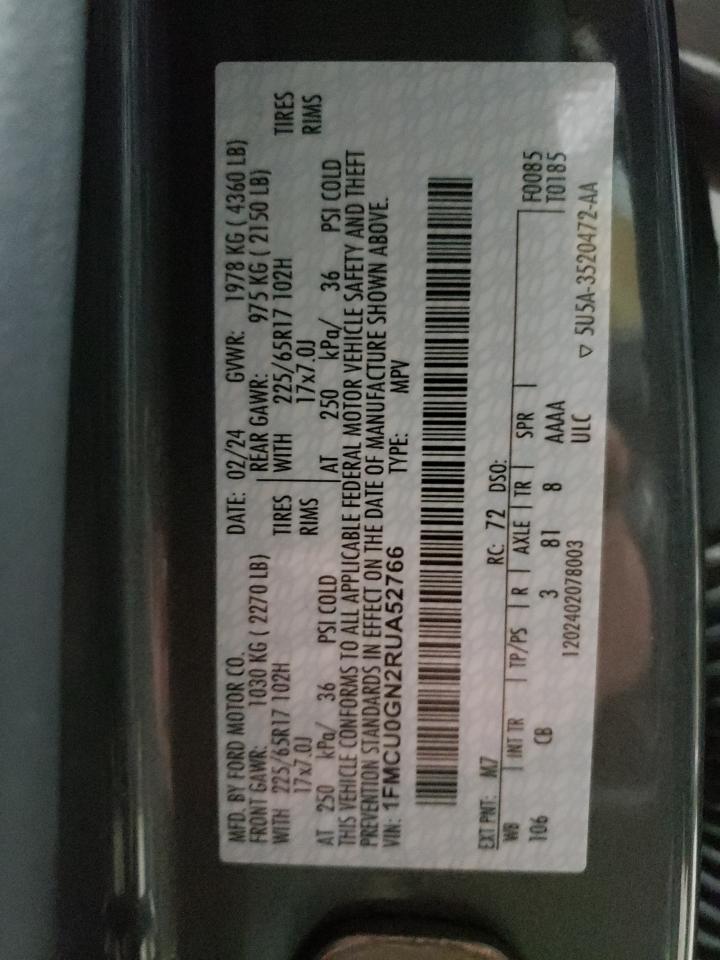 MFD. BY FORD MOTOR CO.
DATE: 02/24 GVWR: 1978 KG ( 4360 LB)
FRONT GAWR: 1030 KG ( 2270 LB)
REAR GAWR: 975 KG ( 2150 LB)
WITH 225/65R17 102H TIRES
WITH 225/65R17 102H TIRES
17x7.0J RIMS
17x7.0J RIMS
AT 250 kPa/ 36 PSI COLD
AT 250 kPa/ 36 PSI COLD
THIS VEHICLE CONFORMS TO ALL APPLICABLE FEDERAL MOTOR VEHICLE SAFETY AND THEFT
PREVENTION STANDARDS IN EFFECT ON THE DATE OF MANUFACTURE SHOWN ABOVE.
VIN: 1FMCU0GN2RUA52766 TYPE: MPV
EXT PNT: M7 RC: 72 DSO: F0085
WB INT TR TP/PS R AXLE TR SPR T0185
106 CB 3 81 8 AAAA
1202402078003 ULC ▽ 5U5A-3520472-AA